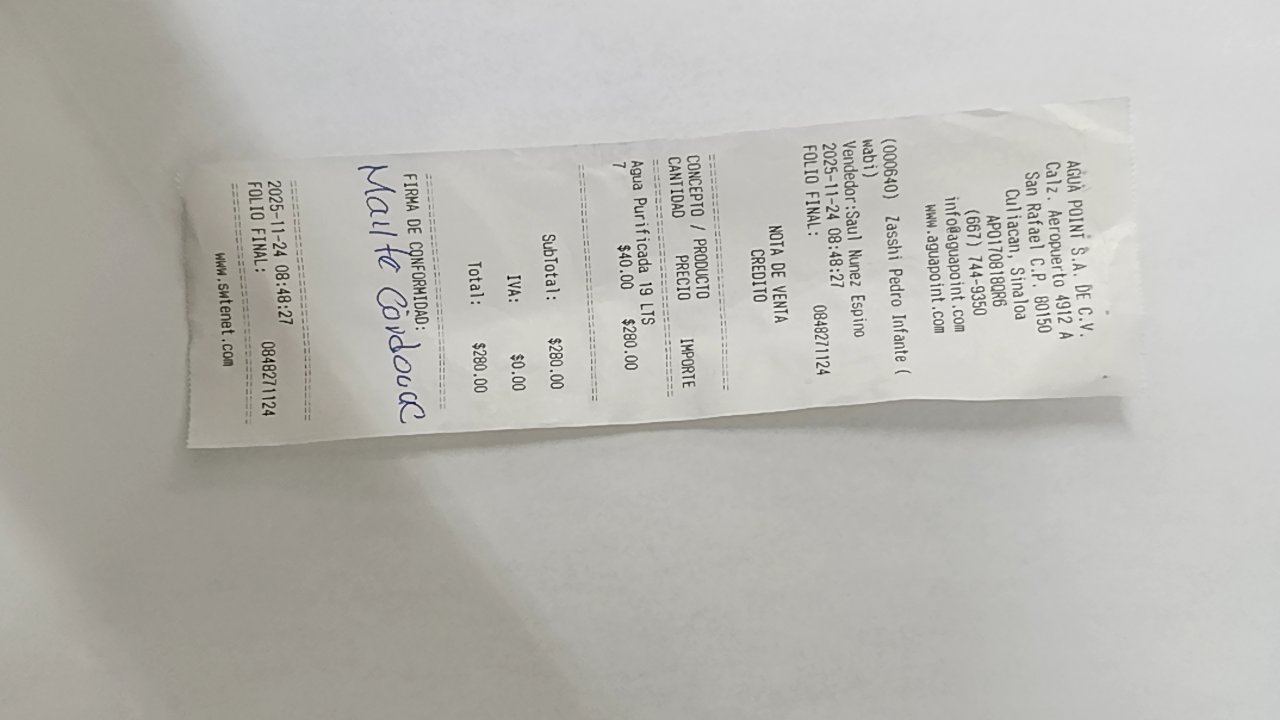 AGUA POINT S.A. DE C.V.
Calz. Aeropuerto 4912 A
San Rafael C.P. 80150
Culiacan, Sinaloa
APO170818QR6
(667) 744-9350
info@aguapoint.com
www.aguapoint.com
(000640) Zasshi Pedro Infante (
wabi)
Vendedor:Saul Nunez Espino
2025-11-24 08:48:27
FOLIO FINAL: 0848271124
NOTA DE VENTA
CREDITO
CONCEPTO / PRODUCTO
CANTIDAD PRECIO IMPORTE
Agua Purificada 19 LTS
7 $40.00 $280.00
SubTotal: $280.00
IVA: $0.00
Total: $280.00
FIRMA DE CONFORMIDAD:
2025-11-24 08:48:27
FOLIO FINAL: 0848271124
www.swtenet.com